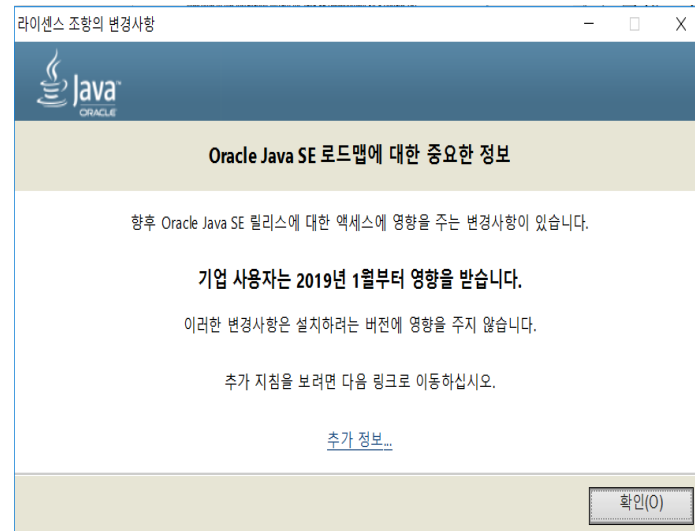 라이센스 조항의 변경사항
Java
ORACLE
Oracle Java SE 로드맵에 대한 중요한 정보
향후 Oracle Java SE 릴리스에 대한 액세스에 영향을 주는 변경사항이 있습니다.
기업 사용자는 2019년 1월부터 영향을 받습니다.
이러한 변경사항은 설치하려는 버전에 영향을 주지 않습니다.
추가 지침을 보려면 다음 링크로 이동하십시오.
추가 정보...
확인(O)